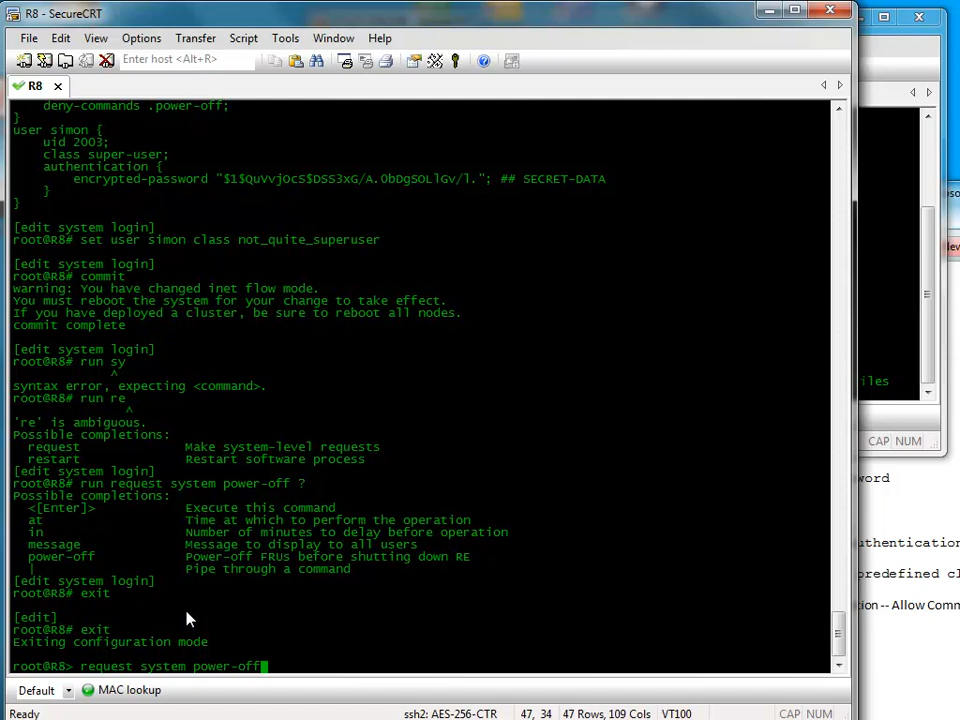 R8 - SecureCRT
File Edit View Options Transfer Script Tools Window Help
Enter host <Alt+R>
R8
deny-commands .power-off;
}
user simon {
uid 2003;
class super-user;
authentication {
encrypted-password "$1$QuVvjOcS$DSS3xG/A.ObDgSOLlGv/l."; ## SECRET-DATA
}
}
[edit system login]
root@R8# set user simon class not_quite_superuser
[edit system login]
root@R8# commit
warning: You have changed inet flow mode.
You must reboot the system for your change to take effect.
If you have deployed a cluster, be sure to reboot all nodes.
commit complete
[edit system login]
root@R8# run sy
^
syntax error, expecting <command>.
root@R8# run re
^
're' is ambiguous.
Possible completions:
request Make system-level requests
restart Restart software process
[edit system login]
root@R8# run request system power-off ?
Possible completions:
<[Enter]> Execute this command
at Time at which to perform the operation
in Number of minutes to delay before operation
message Message to display to all users
power-off Power-off FRUs before shutting down RE
| Pipe through a command
[edit system login]
root@R8# exit
[edit]
root@R8# exit
Exiting configuration mode
root@R8> request system power-off
Default MAC lookup
Ready ssh2: AES-256-CTR 47, 34 47 Rows, 109 Cols VT100 CAP NUM
iles
CAP NUM
word
uthentication
predefined cl
ion -- Allow Comm